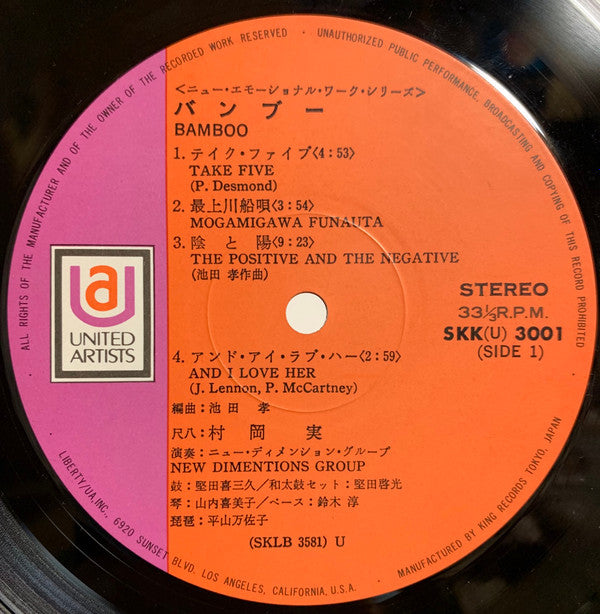 ALL RIGHTS OF THE MANUFACTURER AND OF THE OWNER OF THE RECORDED WORK RESERVED • UNAUTHORIZED PUBLIC PERFORMANCE, BROADCASTING AND COPYING OF THIS RECORD PROHIBITED
<ニュー・エモーショナル・ワーク・シリーズ>
バンブー
BAMBOO
1. テイク・ファイブ<4:53>
TAKE FIVE
(P. Desmond)
2. 最上川船唄<3:54>
MOGAMIGAWA FUNAUTA
3. 陰と陽<9:23>
THE POSITIVE AND THE NEGATIVE
(池田 孝作曲)
ua
UNITED
ARTISTS
STEREO
33⅓R.P.M.
SKK(U) 3001
(SIDE 1)
4. アンド・アイ・ラブ・ハー<2:59>
AND I LOVE HER
(J. Lennon, P. McCartney)
編曲:池田 孝
尺八:村岡 実
演奏:ニュー・ディメンション・グループ
NEW DIMENTIONS GROUP
鼓:堅田喜三久/和太鼓セット:堅田啓光
琴:山内喜美子/ベース:鈴木 淳
琵琶:平山万佐子
(SKLB 3581) U
LIBERTY/UA,INC., 6920 SUNSET BLVD. LOS ANGELES, CALIFORNIA, U.S.A. • MANUFACTURED BY KING RECORDS TOKYO, JAPAN